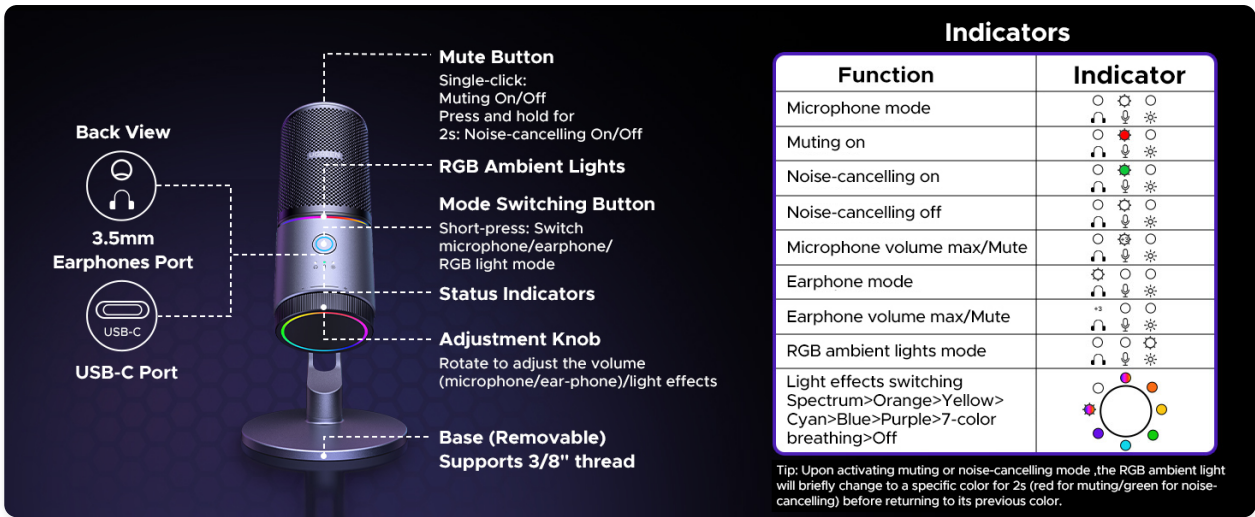 Back View
3.5mm
Earphones Port
USB-C
USB-C Port
Mute Button
Single-click:
Muting On/Off
Press and hold for
2s: Noise-cancelling On/Off
RGB Ambient Lights
Mode Switching Button
Short-press: Switch
microphone/earphone/
RGB light mode
Status Indicators
Adjustment Knob
Rotate to adjust the volume
(microphone/ear-phone)/light effects
Base (Removable)
Supports 3/8" thread
Indicators
Function Indicator
Microphone mode
Muting on
Noise-cancelling on
Noise-cancelling off
Microphone volume max/Mute
Earphone mode
Earphone volume max/Mute
+3
RGB ambient lights mode
Light effects switching
Spectrum>Orange>Yellow>
Cyan>Blue>Purple>7-color
breathing>Off
Tip: Upon activating muting or noise-cancelling mode ,the RGB ambient light
will briefly change to a specific color for 2s (red for muting/green for noise-
cancelling) before returning to its previous color.